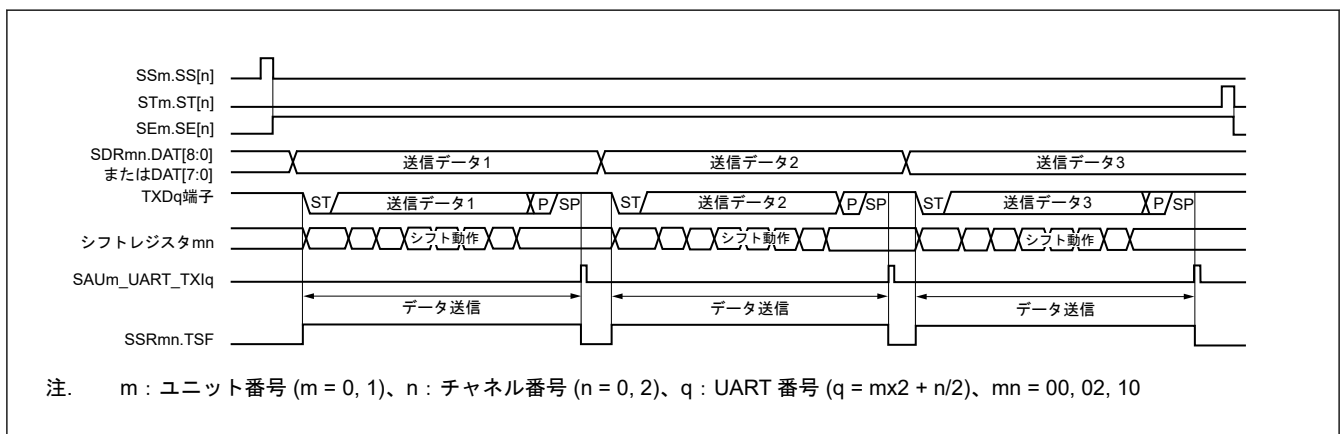 SSm.SS[n]
STm.ST[n]
SEm.SE[n]
SDRmn.DAT[8:0]
またはDAT[7:0]
送信データ1 送信データ2 送信データ3
TXDq端子
ST 送信データ1 P SP ST 送信データ2 P SP ST 送信データ3 P SP
シフトレジスタmn
シフト動作 シフト動作 シフト動作
SAUm_UART_TXIq
データ送信 データ送信 データ送信
SSRmn.TSF
注. m：ユニット番号 (m = 0, 1)、n：チャネル番号 (n = 0, 2)、q：UART 番号 (q = mx2 + n/2)、mn = 00, 02, 10